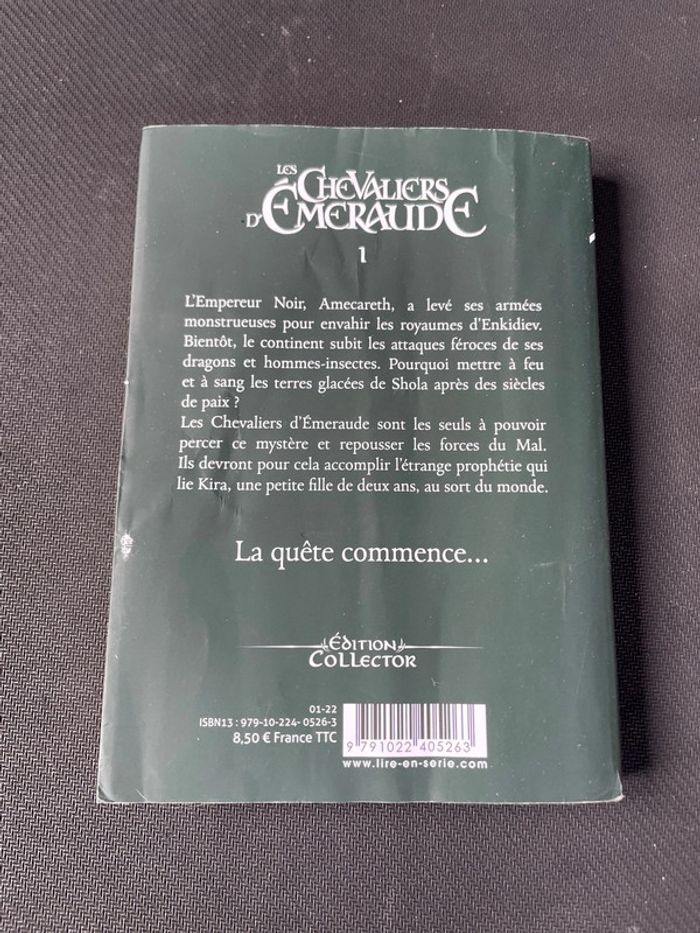 LES
CHEVALIERS
D'ÉMERAUDE
1
L'Empereur Noir, Amecareth, a levé ses armées
monstrueuses pour envahir les royaumes d'Enkidiev.
Bientôt, le continent subit les attaques féroces de ses
dragons et hommes-insectes. Pourquoi mettre à feu
et à sang les terres glacées de Shola après des siècles
de paix ?
Les Chevaliers d'Émeraude sont les seuls à pouvoir
percer ce mystère et repousser les forces du Mal.
Ils devront pour cela accomplir l'étrange prophétie qui
lie Kira, une petite fille de deux ans, au sort du monde.
La quête commence...
ÉDITION
COLLECTOR
01-22
ISBN13 : 979-10-224-0526-3
8,50 € France TTC
9 791022 405263
www.lire-en-serie.com